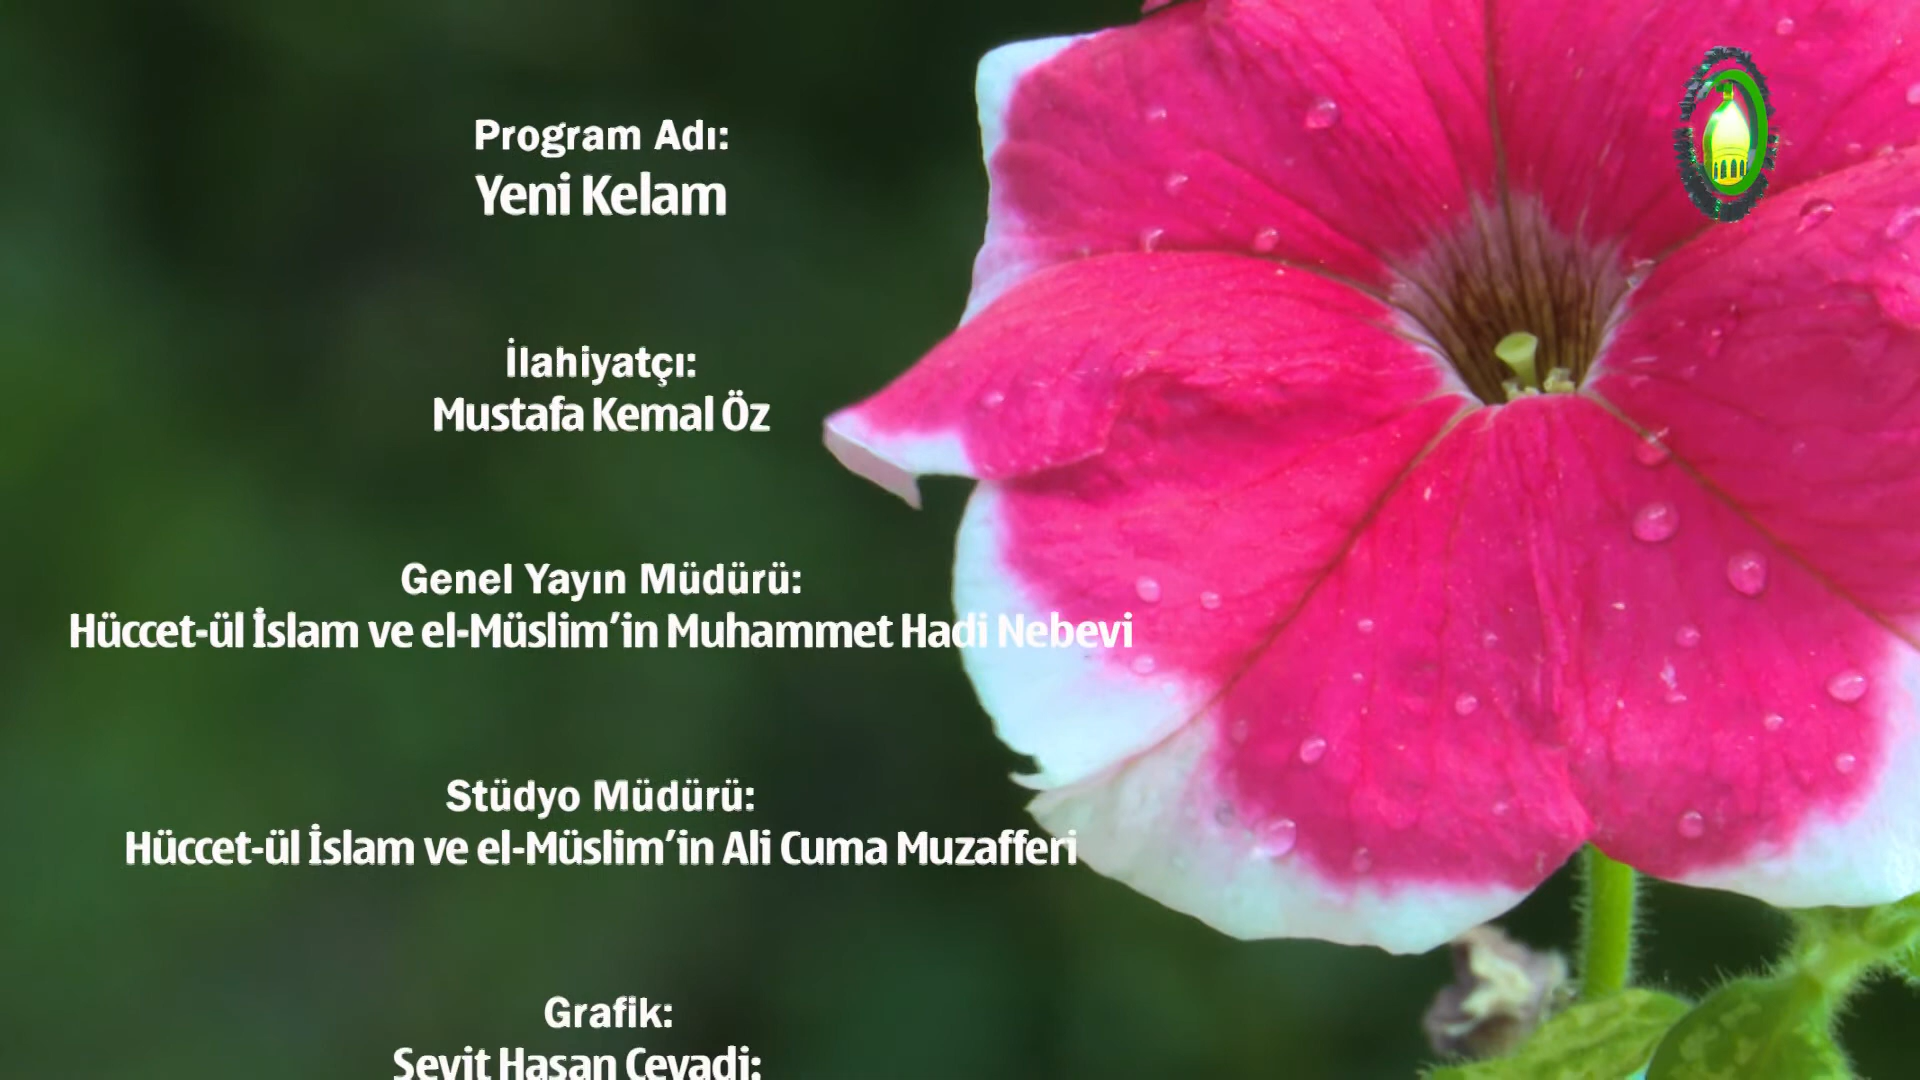 Program Adı:
Yeni Kelam
İlahiyatçı:
Mustafa Kemal Öz
Genel Yayın Müdürü:
Hüccet-ül İslam ve el-Müslim'in Muhammet Hadi Nebevi
Stüdyo Müdürü:
Hüccet-ül İslam ve el-Müslim'in Ali Cuma Muzafferi
Grafik:
Seyit Hasan Cevadi: